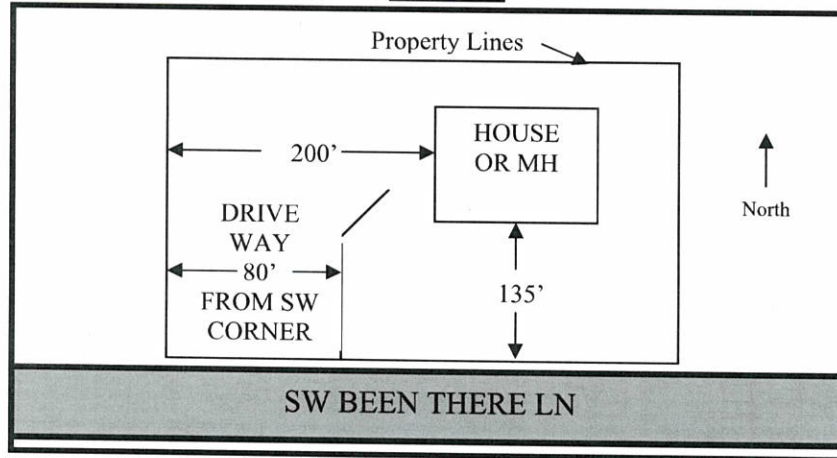 Property Lines
HOUSE
OR MH
200'
North
DRIVE
WAY
80'
FROM SW
CORNER
135'
SW BEEN THERE LN